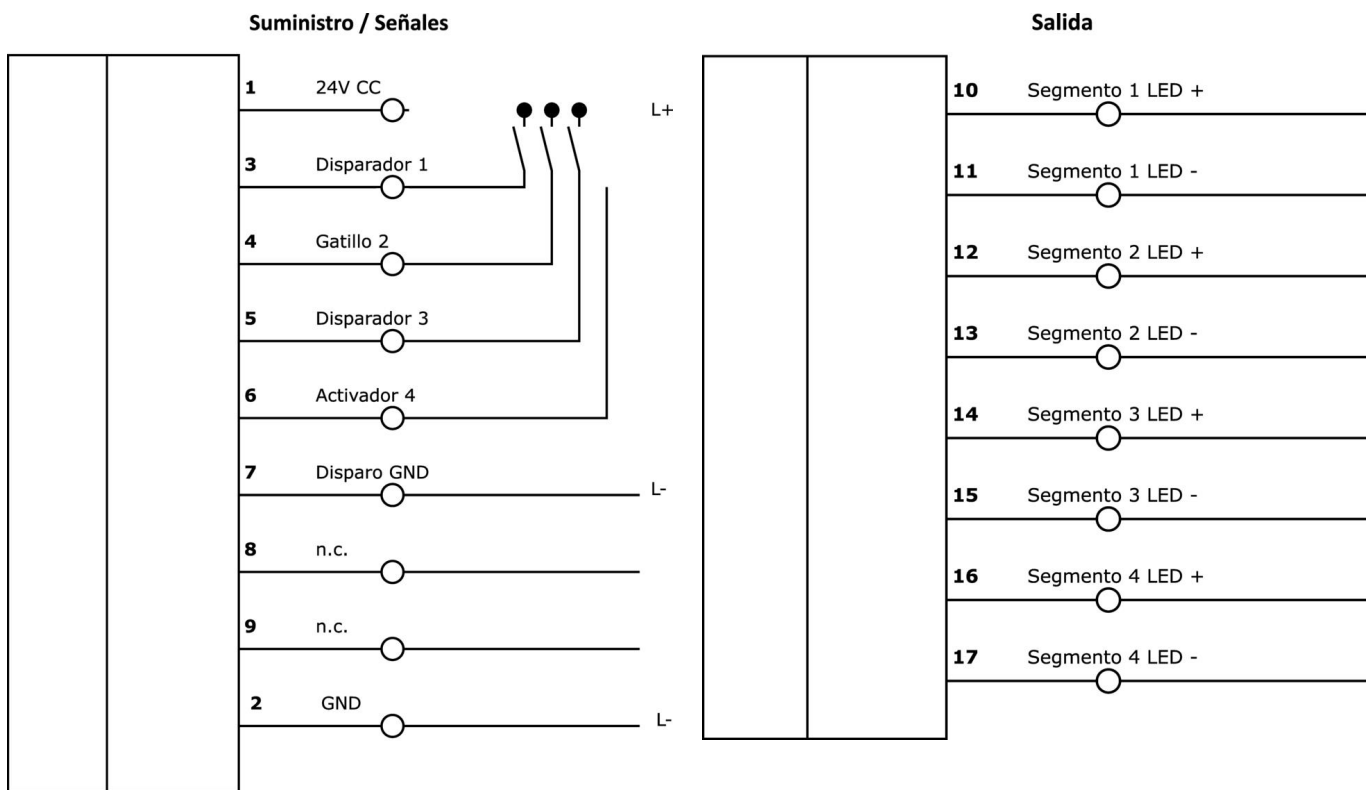 Suministro / Señales
1 24V CC L+
3 Disparador 1
4 Gatillo 2
5 Disparador 3
6 Activador 4
7 Disparo GND L-
8 n.c.
9 n.c.
2 GND L-
Salida
10 Segmento 1 LED +
11 Segmento 1 LED -
12 Segmento 2 LED +
13 Segmento 2 LED -
14 Segmento 3 LED +
15 Segmento 3 LED -
16 Segmento 4 LED +
17 Segmento 4 LED -